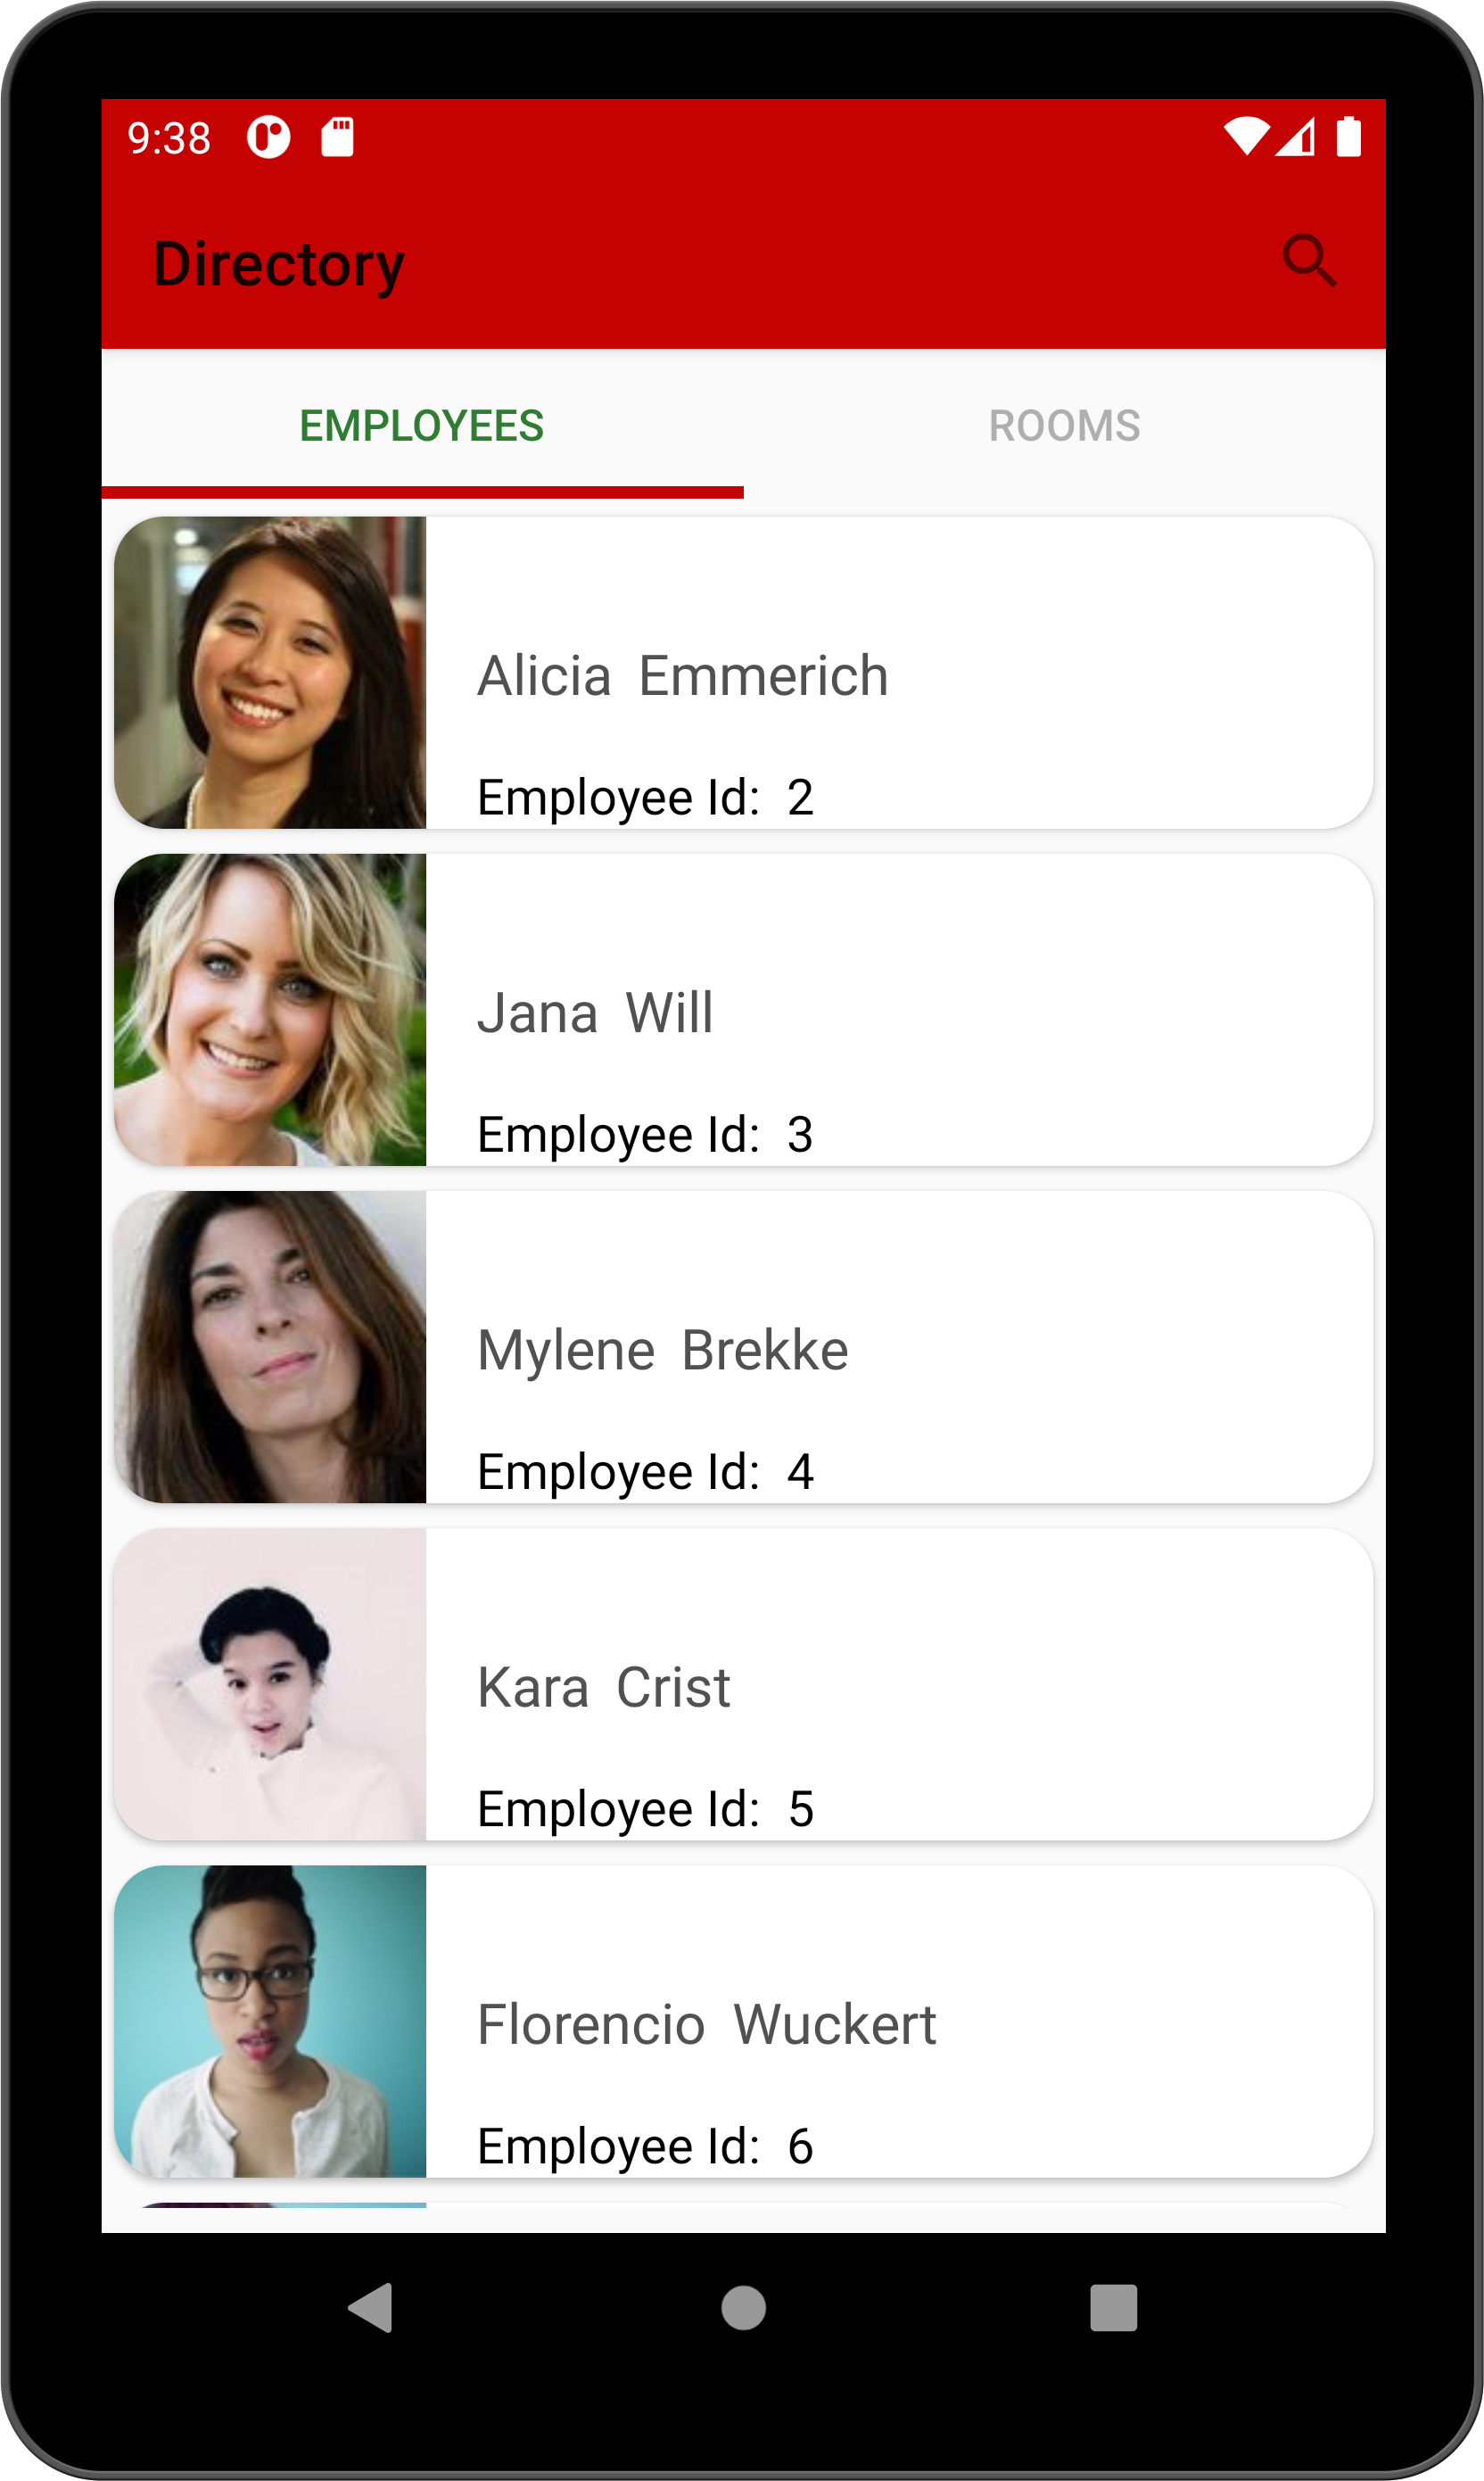 9:38
Directory
EMPLOYEES ROOMS
Alicia Emmerich
Employee Id: 2
Jana Will
Employee Id: 3
Mylene Brekke
Employee Id: 4
Kara Crist
Employee Id: 5
Florencio Wuckert
Employee Id: 6